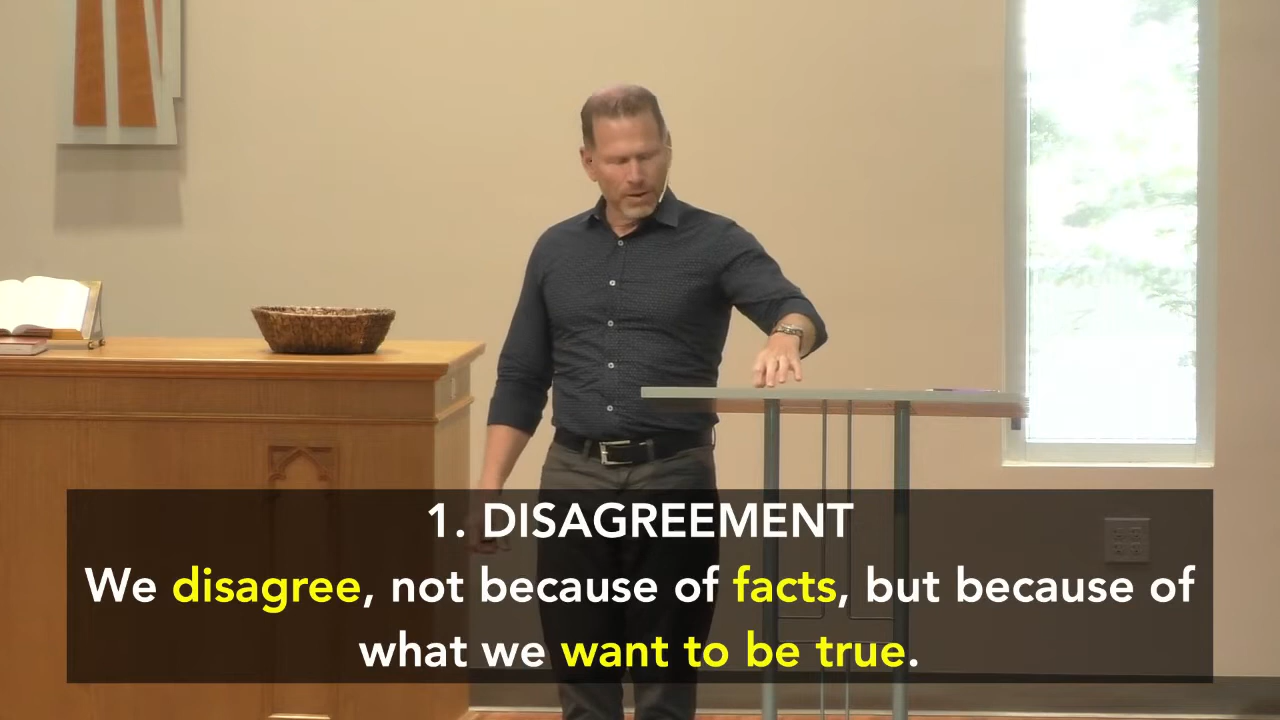 1. DISAGREEMENT
We disagree, not because of facts, but because of
what we want to be true.